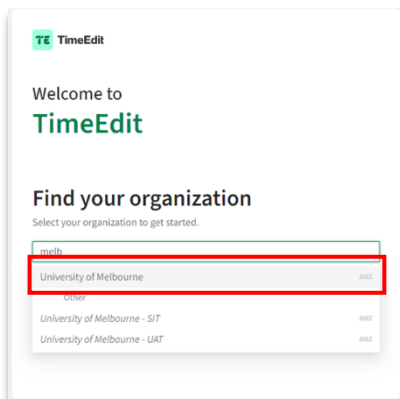 TE TimeEdit
Welcome to
TimeEdit
Find your organization
Select your organization to get started.
melb
University of Melbourne ANZ
Other
University of Melbourne - SIT ANZ
University of Melbourne - UAT ANZ